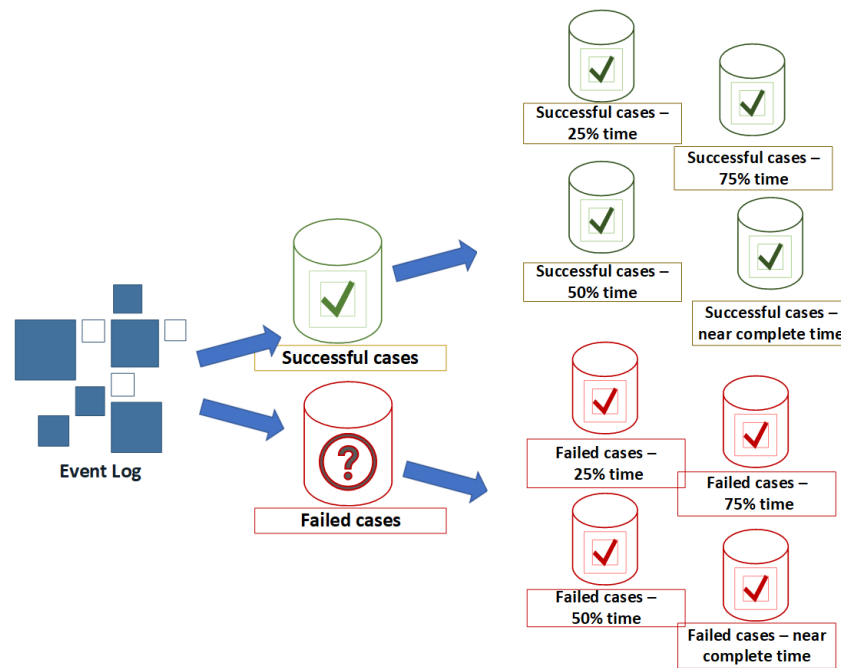 Successful cases –
25% time
Successful cases –
75% time
Successful cases –
50% time
Successful cases –
near complete time
Successful cases
Event Log
?
Failed cases
Failed cases –
25% time
Failed cases –
75% time
Failed cases –
50% time
Failed cases – near
complete time